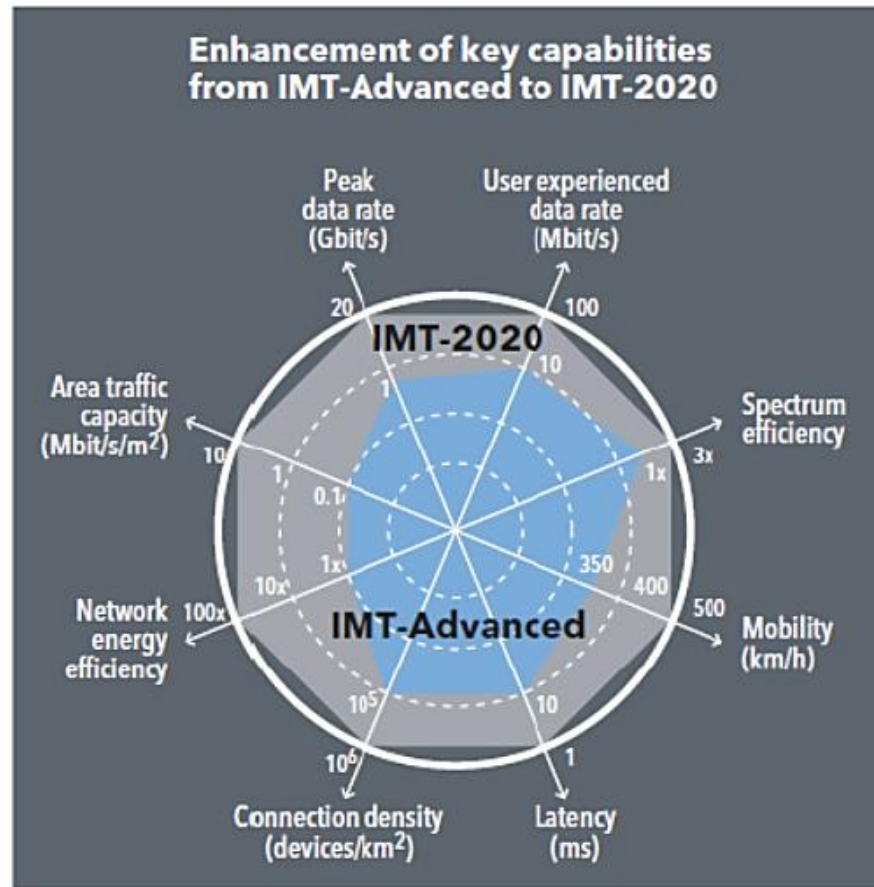 Enhancement of key capabilities
from IMT-Advanced to IMT-2020
Peak
data rate
(Gbit/s)
User experienced
data rate
(Mbit/s)
20
100
IMT-2020
1
10
Area traffic
capacity
(Mbit/s/m²)
Spectrum
efficiency
10
1
0.1
1x
3x
1x
10x
100x
350
400
500
Network
energy
efficiency
IMT-Advanced
Mobility
(km/h)
10⁵
10
10⁶
1
Connection density
(devices/km²)
Latency
(ms)